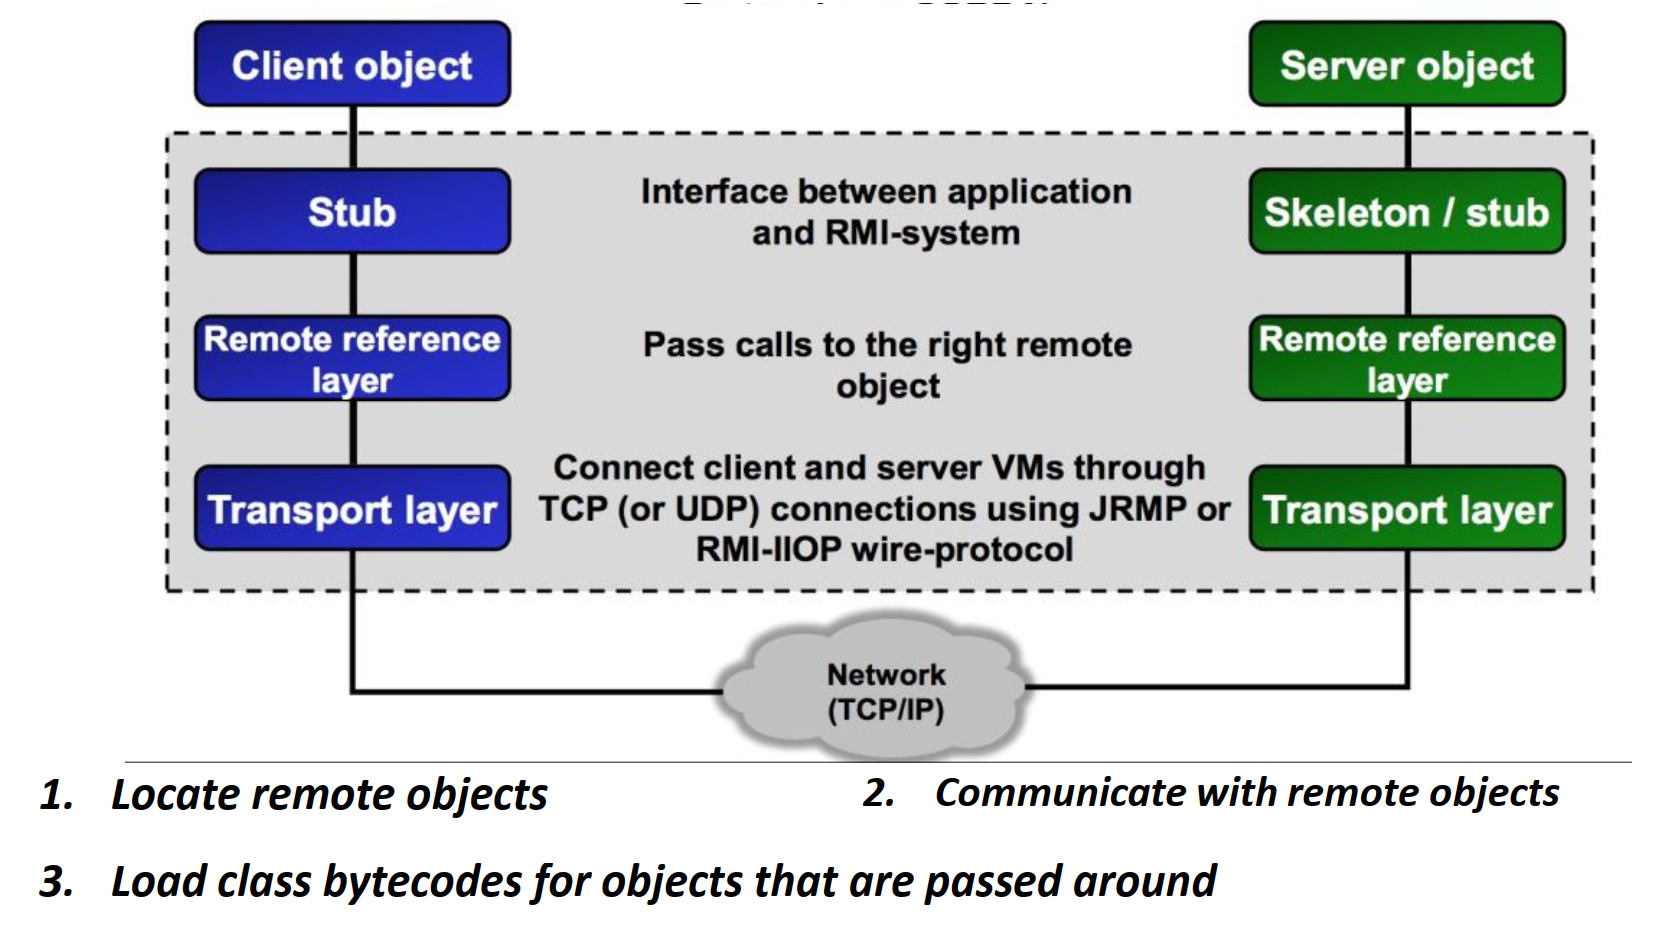 Client object
Server object
Stub
Interface between application
and RMI-system
Skeleton / stub
Remote reference
layer
Pass calls to the right remote
object
Remote reference
layer
Transport layer
Connect client and server VMs through
TCP (or UDP) connections using JRMP or
RMI-IIOP wire-protocol
Transport layer
Network
(TCP/IP)
1. Locate remote objects
2. Communicate with remote objects
3. Load class bytecodes for objects that are passed around